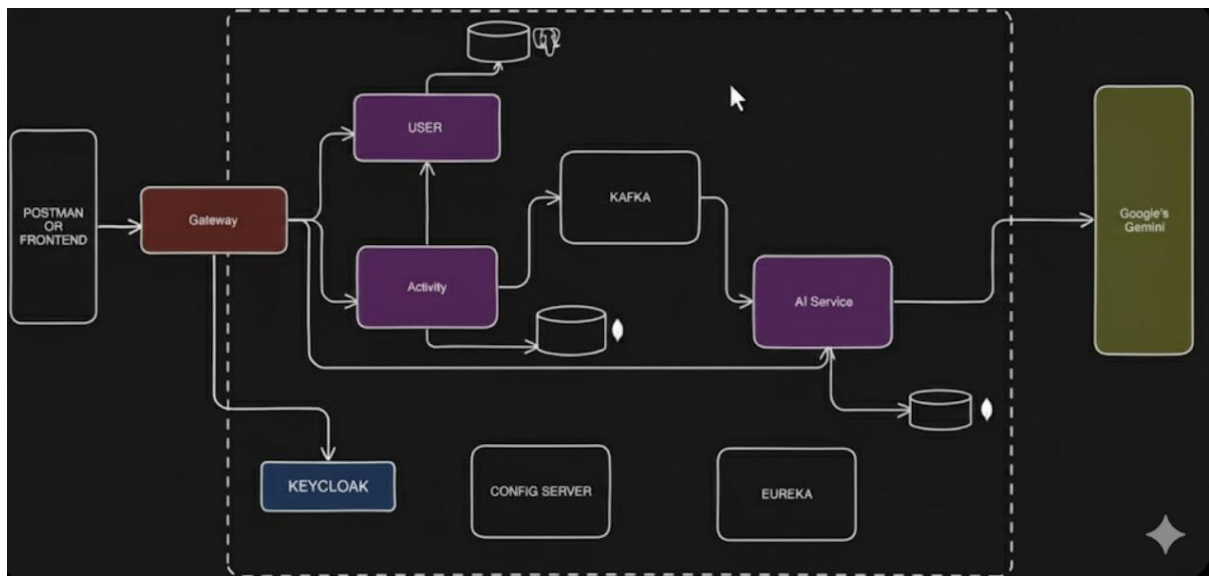 USER
POSTMAN
OR
FRONTEND
Gateway
KAFKA
Google's
Gemini
Activity
AI Service
KEYCLOAK
CONFIG SERVER
EUREKA